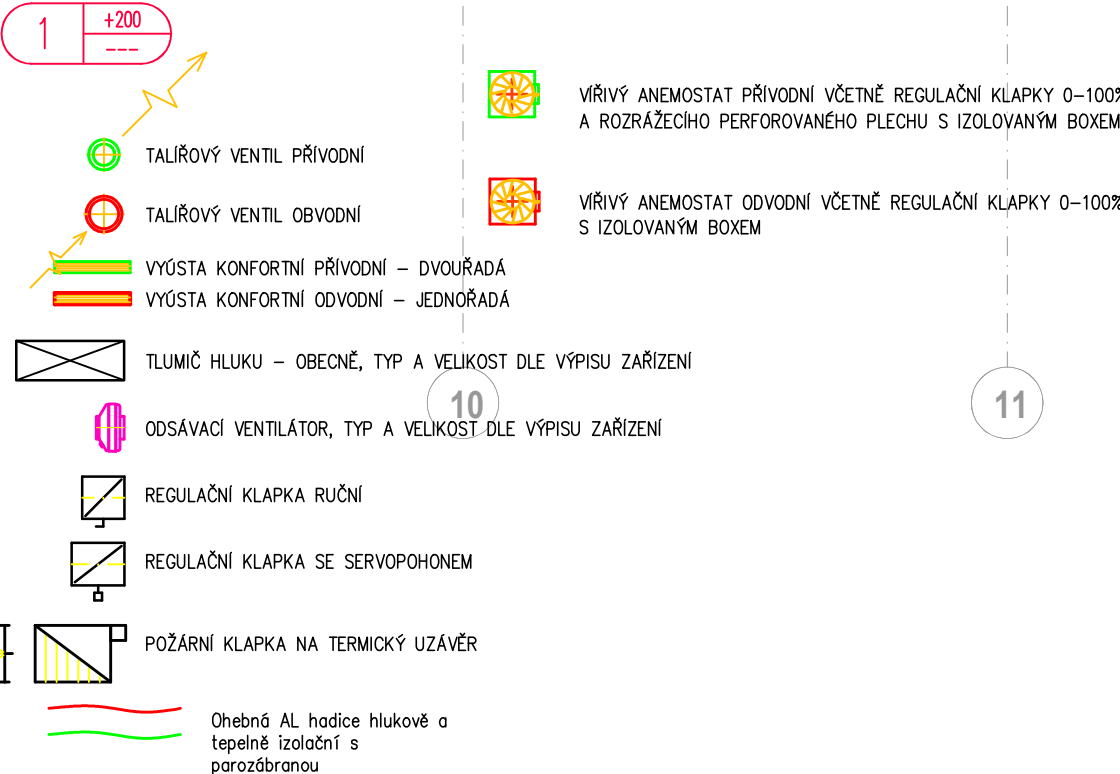 1
+200
---
VÍŘIVÝ ANEMOSTAT PŘÍVODNÍ VČETNĚ REGULAČNÍ KLAPKY 0-100%
A ROZRÁŽECÍHO PERFOROVANÉHO PLECHU S IZOLOVANÝM BOXEM
TALÍŘOVÝ VENTIL PŘÍVODNÍ
TALÍŘOVÝ VENTIL OBVODNÍ
VÍŘIVÝ ANEMOSTAT ODVODNÍ VČETNĚ REGULAČNÍ KLAPKY 0-100%
S IZOLOVANÝM BOXEM
VYÚSTA KONFORTNÍ PŘÍVODNÍ - DVOUŘADÁ
VYÚSTA KONFORTNÍ ODVODNÍ - JEDNOŘADÁ
TLUMIČ HLUKU - OBECNĚ, TYP A VELIKOST DLE VÝPISU ZAŘÍZENÍ
10
11
ODSÁVACÍ VENTILÁTOR, TYP A VELIKOST DLE VÝPISU ZAŘÍZENÍ
REGULAČNÍ KLAPKA RUČNÍ
REGULAČNÍ KLAPKA SE SERVOPOHONEM
POŽÁRNÍ KLAPKA NA TERMICKÝ UZÁVĚR
Ohebná AL hadice hlukově a
tepelně izolační s
parozábranou